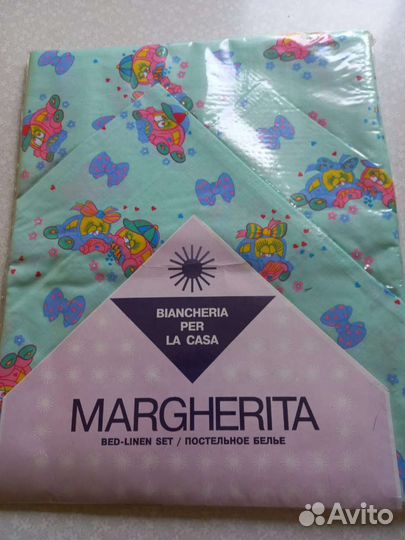 BIANCHERIA
PER
LA CASA
MARGHERITA
BED-LINEN SET / ПОСТЕЛЬНОЕ БЕЛЬЕ
Avito